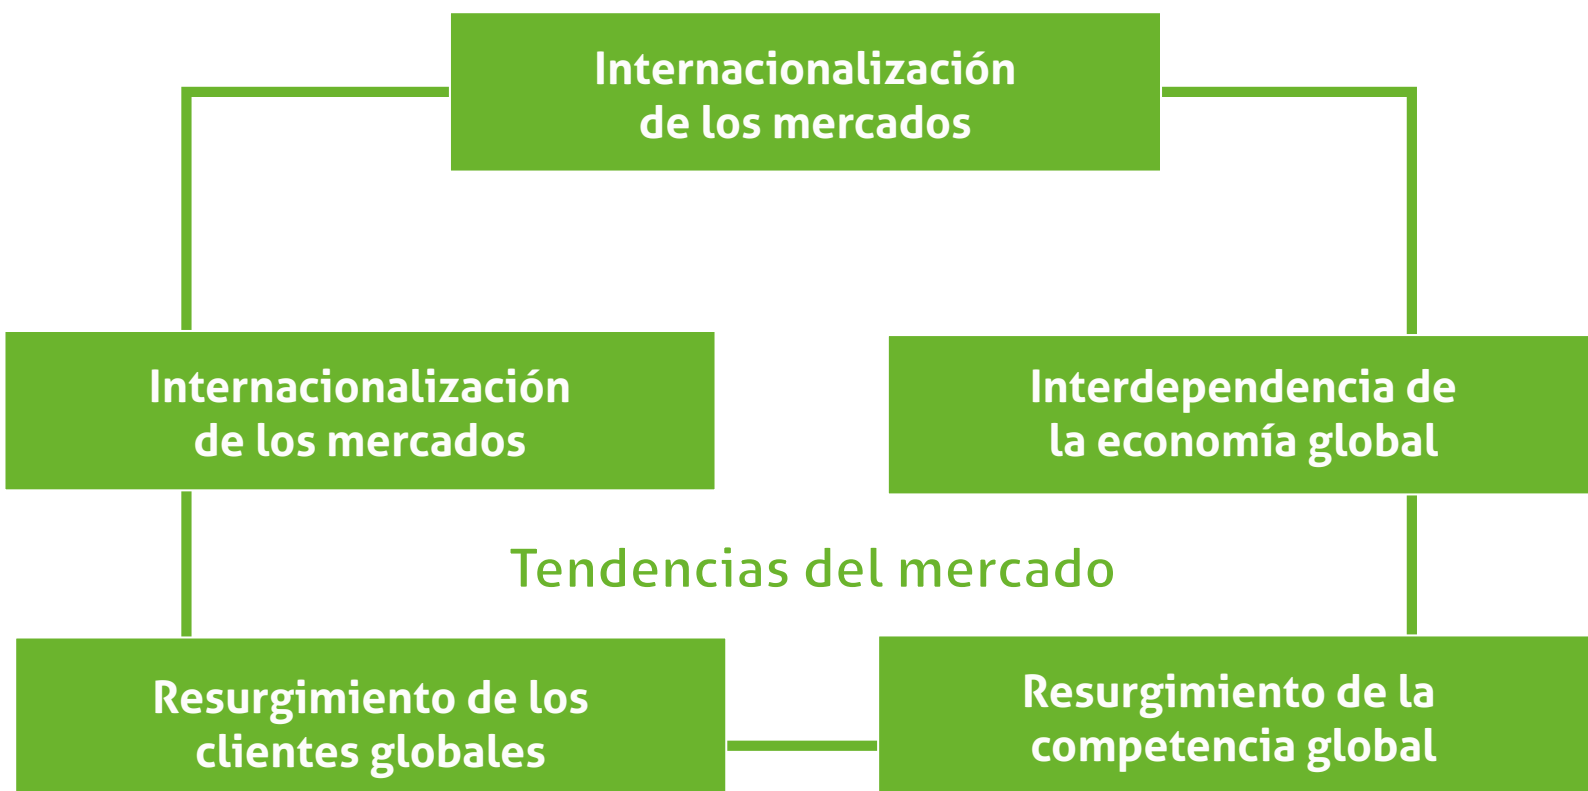 Internacionalización
de los mercados
Internacionalización
de los mercados
Interdependencia de
la economía global
Tendencias del mercado
Resurgimiento de los
clientes globales
Resurgimiento de la
competencia global